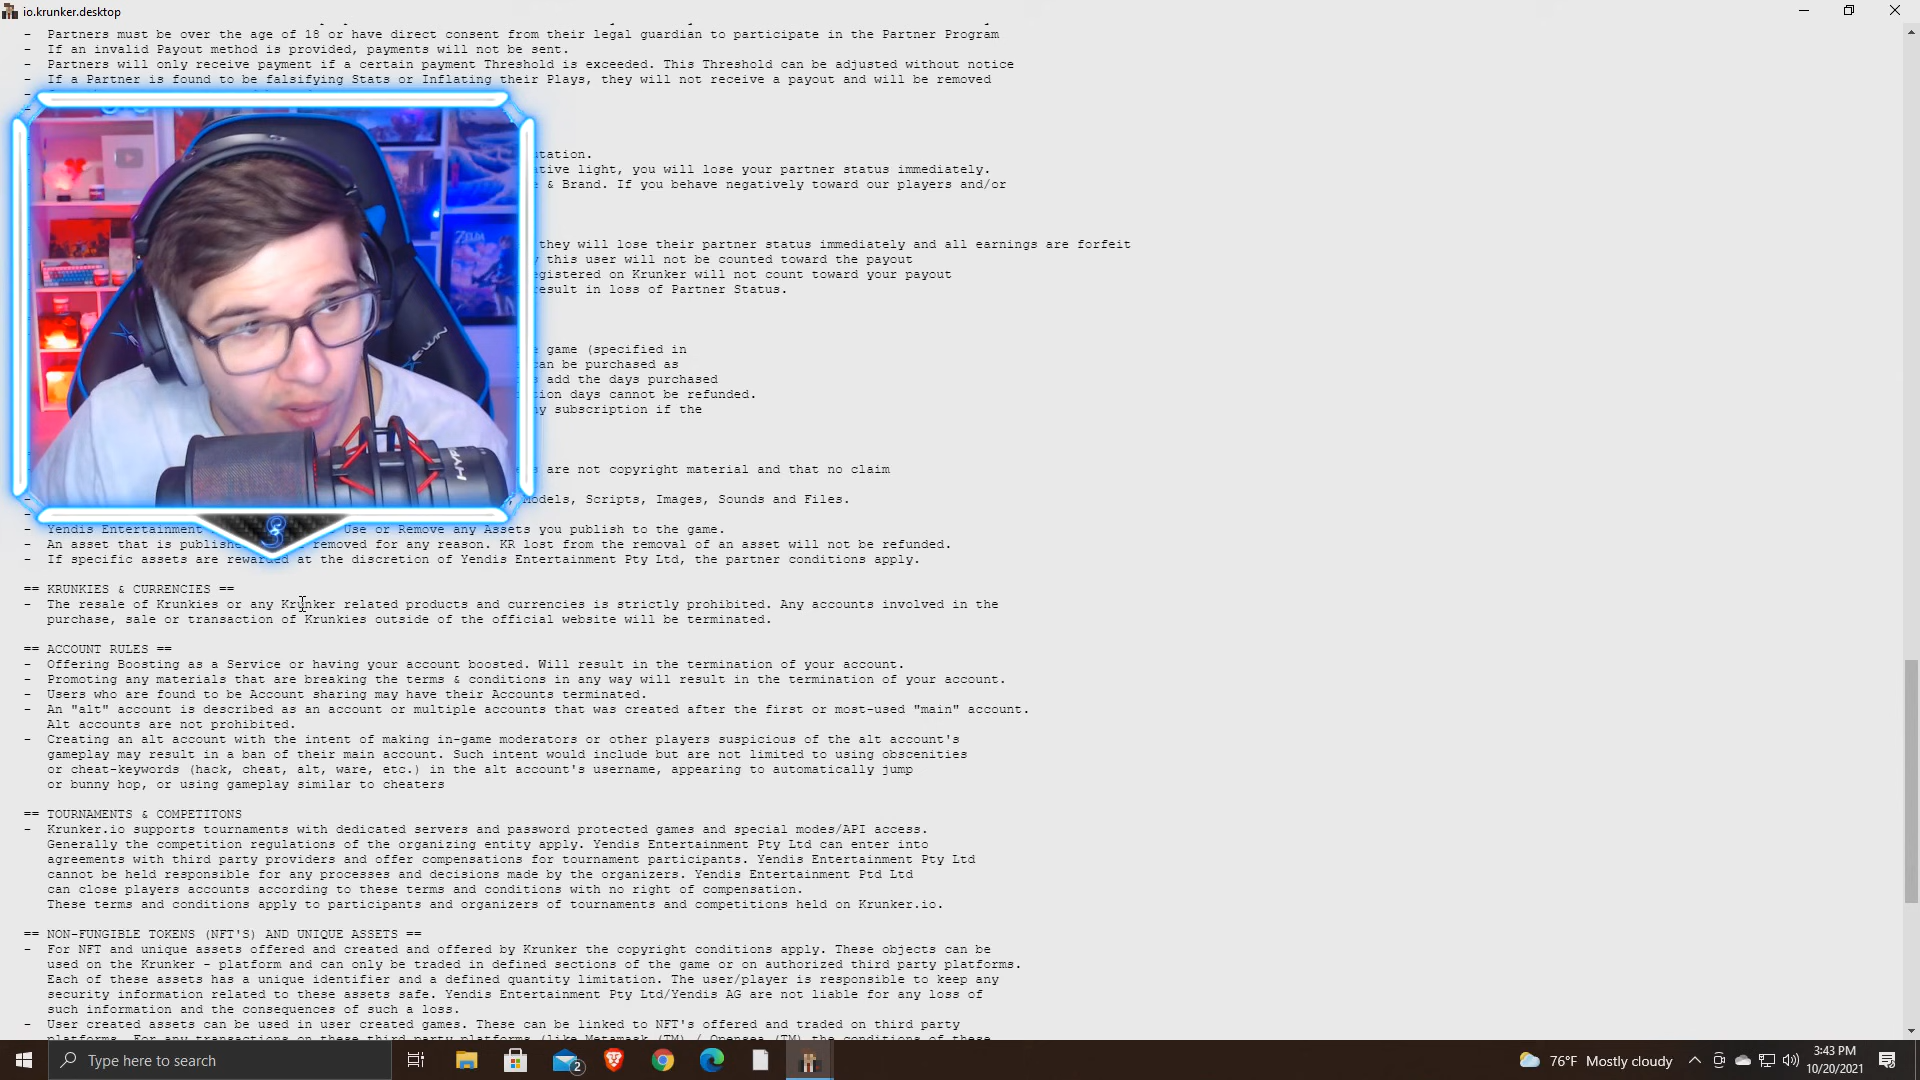 io.krunker.desktop
- Partners must be over the age of 18 or have direct consent from their legal guardian to participate in the Partner Program
- If an invalid Payout method is provided, payments will not be sent.
- Partners will only receive payment if a certain payment Threshold is exceeded. This Threshold can be adjusted without notice
- If a Partner is found to be falsifying Stats or Inflating their Plays, they will not receive a payout and will be removed
you will lose your partner status immediately.
& Brand. If you behave negatively toward our players and/or
ZELDA
they will lose their partner status immediately and all earnings are forfeit
this user will not be counted toward the payout
registered on Krunker will not count toward your payout
result in loss of Partner Status.
game (specified in
can be purchased as
add the days purchased
days cannot be refunded.
subscription if the
are not copyright material and that no claim
Models, Scripts, Images, Sounds and Files.
- Yendis Entertainment Use or Remove any Assets you publish to the game.
- An asset that is removed for any reason. KR lost from the removal of an asset will not be refunded.
- If specific assets are rewarded at the discretion of Yendis Entertainment Pty Ltd, the partner conditions apply.
== KRUNKIES & CURRENCIES ==
- The resale of Krunkies or any Krunker related products and currencies is strictly prohibited. Any accounts involved in the
purchase, sale or transaction of Krunkies outside of the official website will be terminated.
== ACCOUNT RULES ==
- Offering Boosting as a Service or having your account boosted. Will result in the termination of your account.
- Promoting any materials that are breaking the terms & conditions in any way will result in the termination of your account.
- Users who are found to be Account sharing may have their Accounts terminated.
- An "alt" account is described as an account or multiple accounts that was created after the first or most-used "main" account.
Alt accounts are not prohibited.
- Creating an alt account with the intent of making in-game moderators or other players suspicious of the alt account's
gameplay may result in a ban of their main account. Such intent would include but are not limited to using obscenities
or cheat-keywords (hack, cheat, alt, ware, etc.) in the alt account's username, appearing to automatically jump
or bunny hop, or using gameplay similar to cheaters
== TOURNAMENTS & COMPETITONS
- Krunker.io supports tournaments with dedicated servers and password protected games and special modes/API access.
Generally the competition regulations of the organizing entity apply. Yendis Entertainment Pty Ltd can enter into
agreements with third party providers and offer compensations for tournament participants. Yendis Entertainment Pty Ltd
cannot be held responsible for any processes and decisions made by the organizers. Yendis Entertainment Ptd Ltd
can close players accounts according to these terms and conditions with no right of compensation.
These terms and conditions apply to participants and organizers of tournaments and competitions held on Krunker.io.
== NON-FUNGIBLE TOKENS (NFT'S) AND UNIQUE ASSETS ==
- For NFT and unique assets offered and created and offered by Krunker the copyright conditions apply. These objects can be
used on the Krunker - platform and can only be traded in defined sections of the game or on authorized third party platforms.
Each of these assets has a unique identifier and a defined quantity limitation. The user/player is responsible to keep any
security information related to these assets safe. Yendis Entertainment Pty Ltd/Yendis AG are not liable for any loss of
such information and the consequences of such a loss.
- User created assets can be used in user created games. These can be linked to NFT's offered and traded on third party
platforms. For any transactions on these third party platforms (like Metamask (TM) / Opensea (TM) the conditions of these
Type here to search
2
76°F Mostly cloudy
3:43 PM
10/20/2021